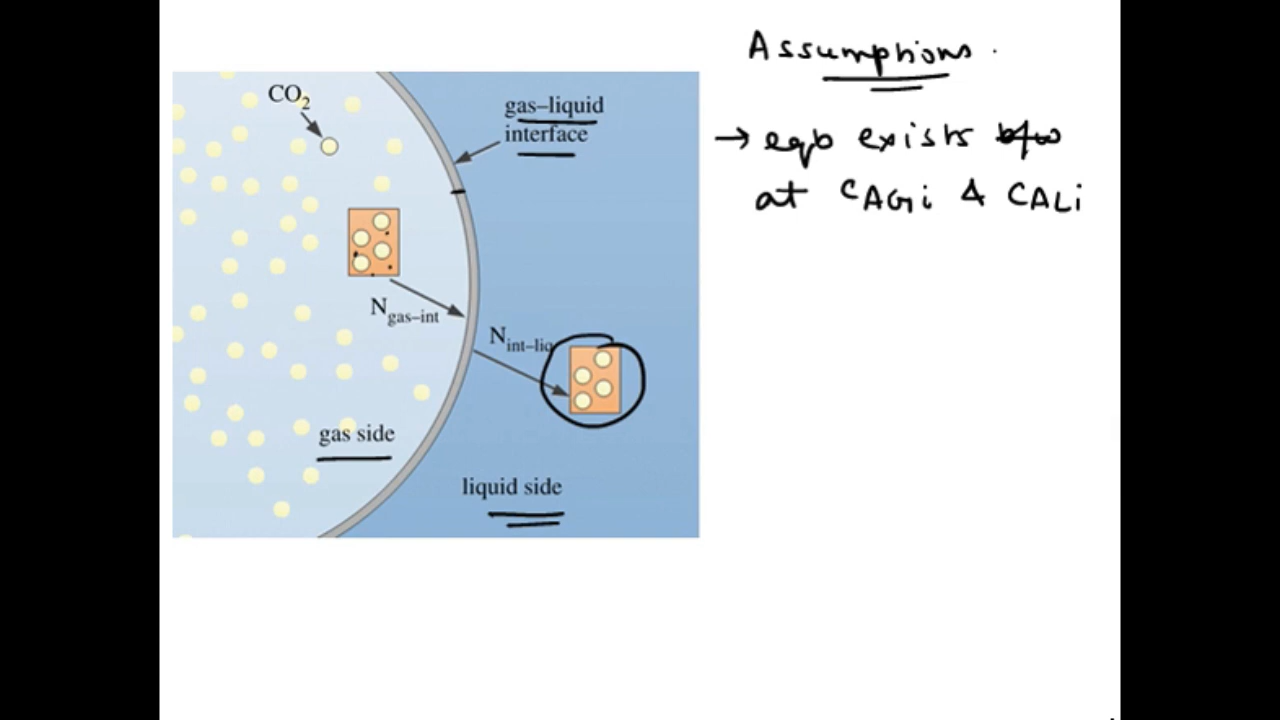 Assumptions.
CO2
gas–liquid
interface
→ eqb exists b/w
at CAGi & CALi
Ngas–int
Nint–liq
gas side
liquid side